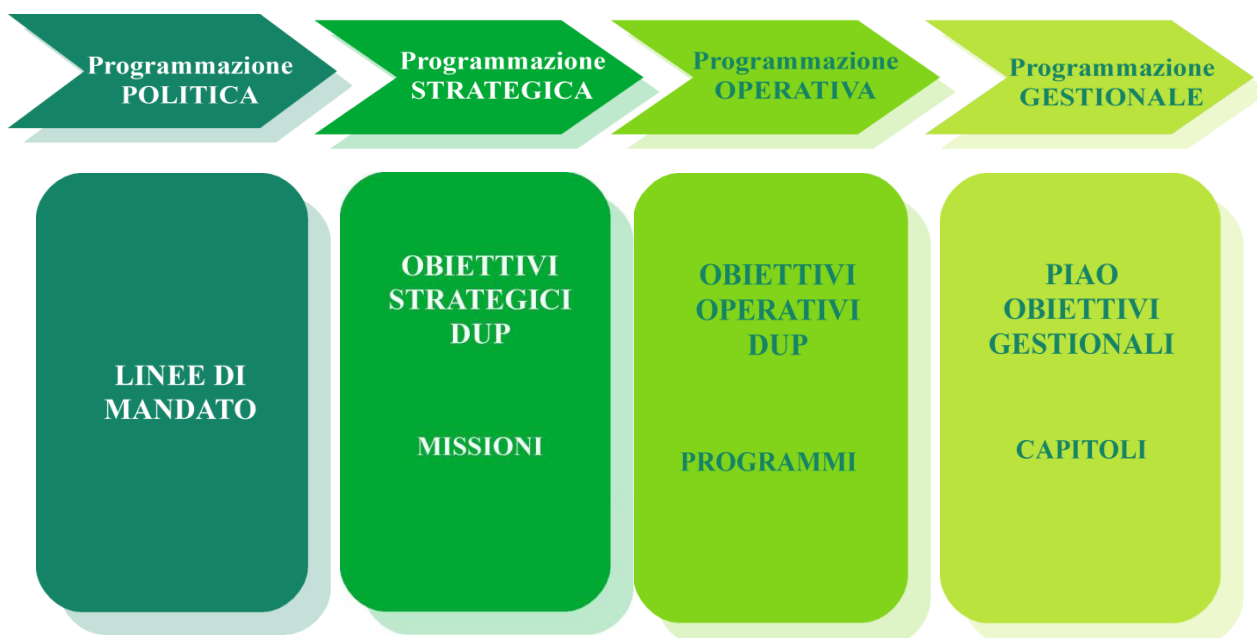 Programmazione
POLITICA
Programmazione
STRATEGICA
Programmazione
OPERATIVA
Programmazione
GESTIONALE
LINEE DI
MANDATO
OBIETTIVI
STRATEGICI
DUP
MISSIONI
OBIETTIVI
OPERATIVI
DUP
PROGRAMMI
PIAO
OBIETTIVI
GESTIONALI
CAPITOLI